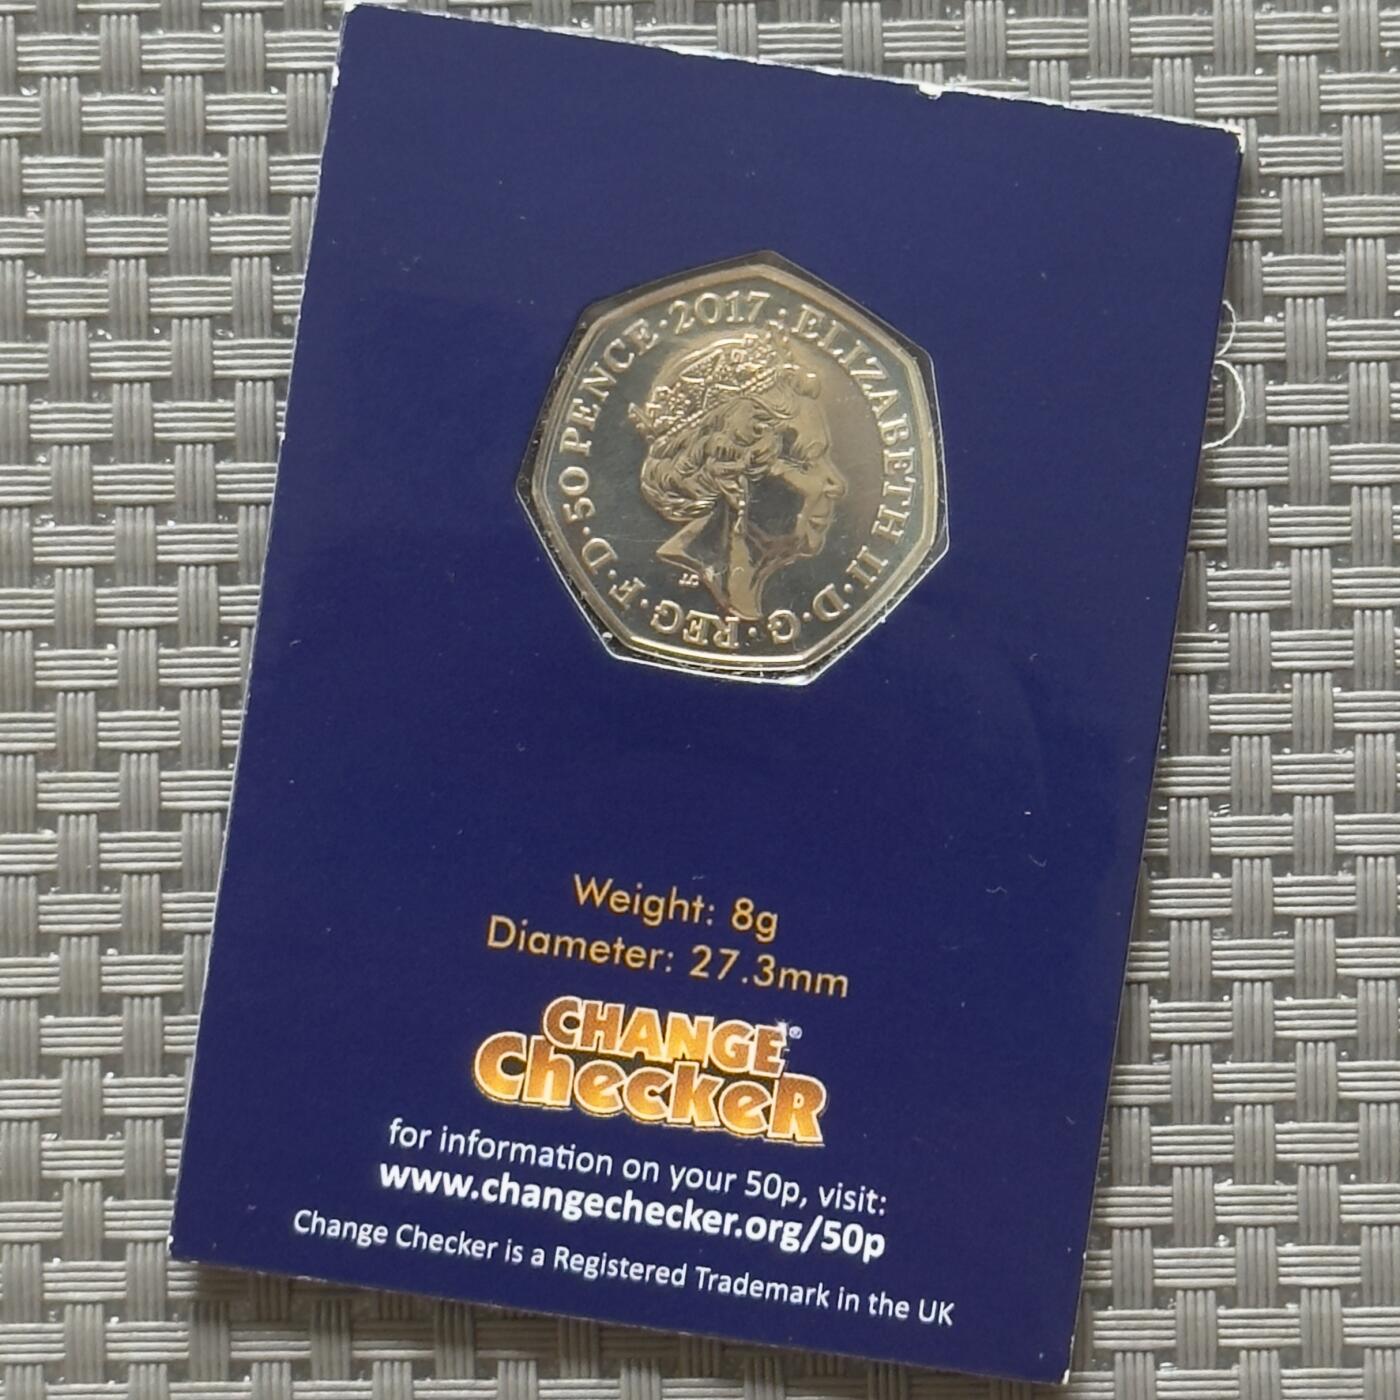 50 PENCE · 2017 · ELIZABETH II · D · G · REG · F · D ·
JC
Weight: 8g
Diameter: 27.3mm
CHANGE®
CheckeR
for information on your 50p, visit:
www.changechecker.org/50p
Change Checker is a Registered Trademark in the UK